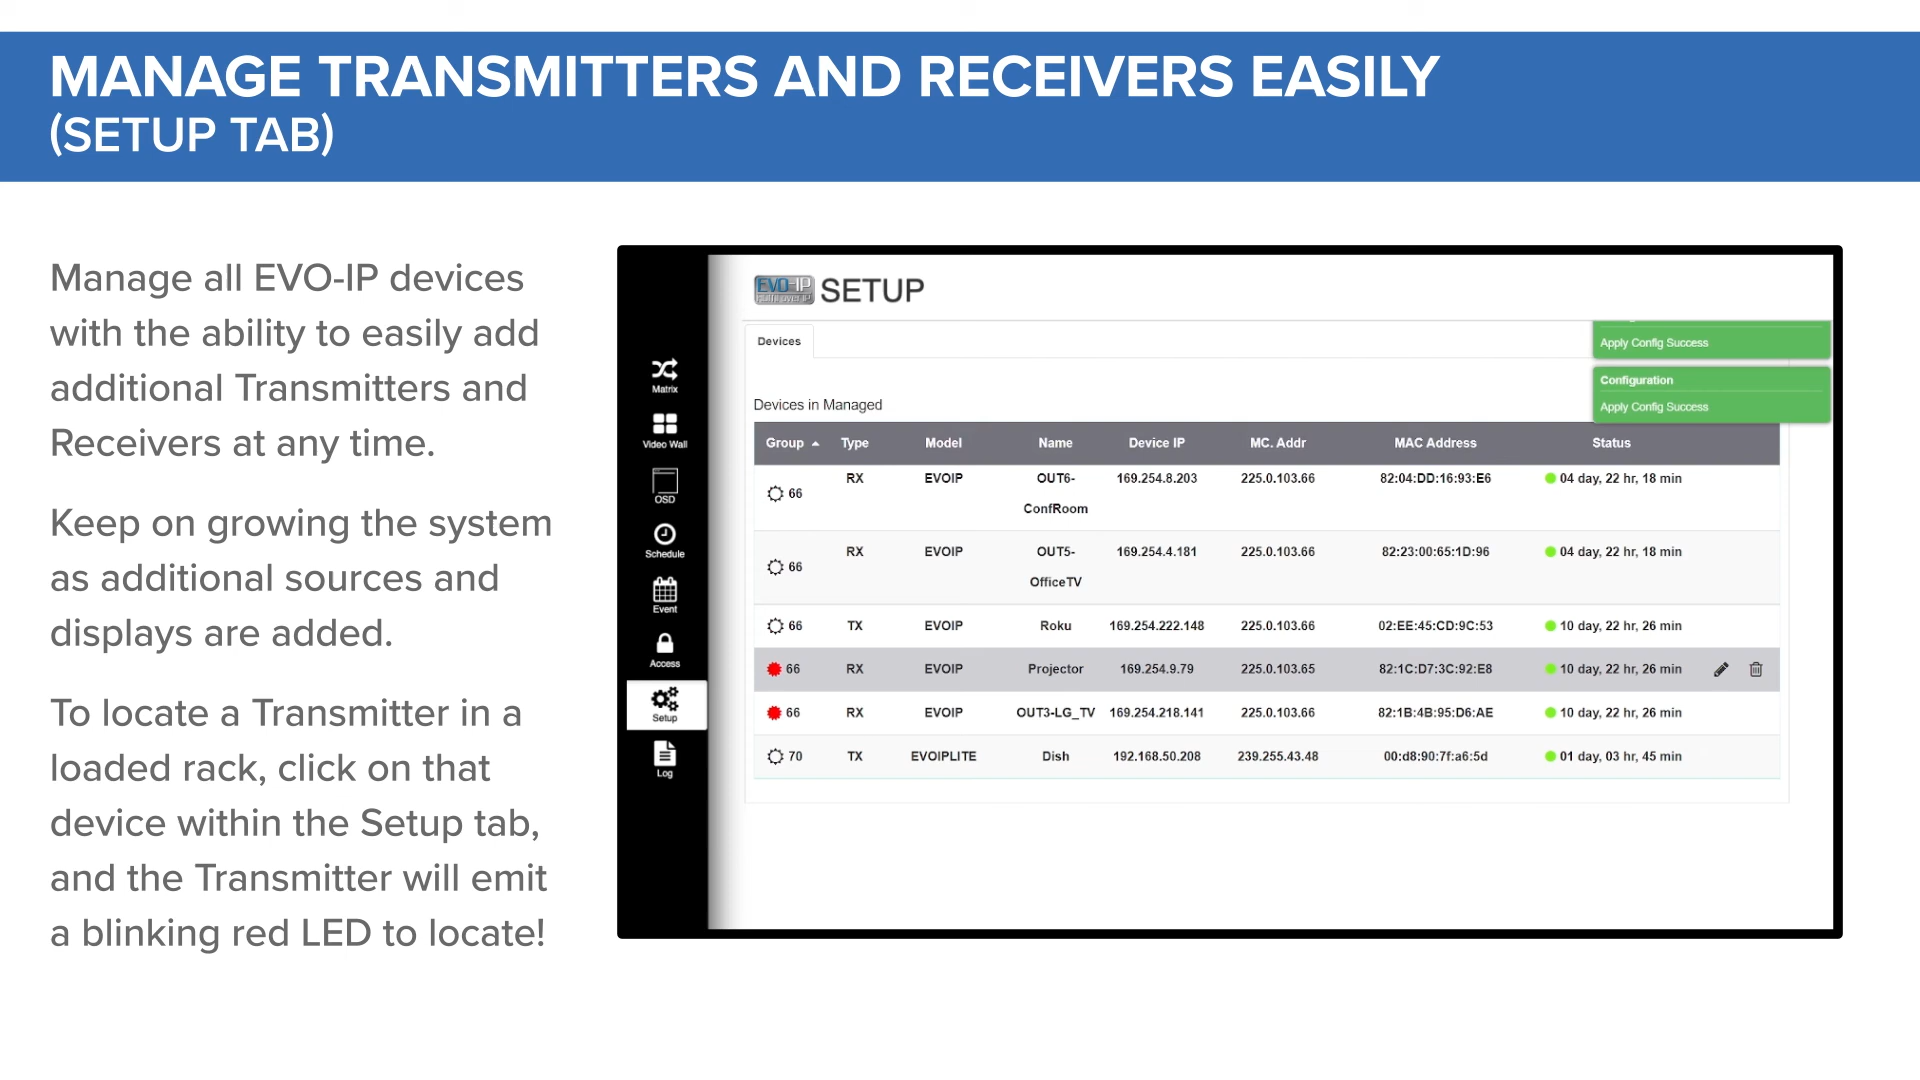 MANAGE TRANSMITTERS AND RECEIVERS EASILY
(SETUP TAB)
Manage all EVO-IP devices
with the ability to easily add
additional Transmitters and
Receivers at any time.
Keep on growing the system
as additional sources and
displays are added.
To locate a Transmitter in a
loaded rack, click on that
device within the Setup tab,
and the Transmitter will emit
a blinking red LED to locate!
Matrix
Video Wall
OSD
Schedule
Event
Access
Setup
Log
EVO-IP
SETUP
Devices
Apply Config Success
Configuration
Apply Config Success
Devices in Managed
Group Type Model Name Device IP MC. Addr MAC Address Status
66 RX EVOIP OUT6-
ConfRoom 169.254.8.203 225.0.103.66 82:04:DD:16:93:E6 04 day, 22 hr, 18 min
66 RX EVOIP OUT5-
OfficeTV 169.254.4.181 225.0.103.66 82:23:00:65:1D:96 04 day, 22 hr, 18 min
66 TX EVOIP Roku 169.254.222.148 225.0.103.66 02:EE:45:CD:9C:53 10 day, 22 hr, 26 min
66 RX EVOIP Projector 169.254.9.79 225.0.103.65 82:1C:D7:3C:92:E8 10 day, 22 hr, 26 min
66 RX EVOIP OUT3-LG_TV 169.254.218.141 225.0.103.66 82:1B:4B:95:D6:AE 10 day, 22 hr, 26 min
70 TX EVOIPLITE Dish 192.168.50.208 239.255.43.48 00:d8:90:7f:a6:5d 01 day, 03 hr, 45 min